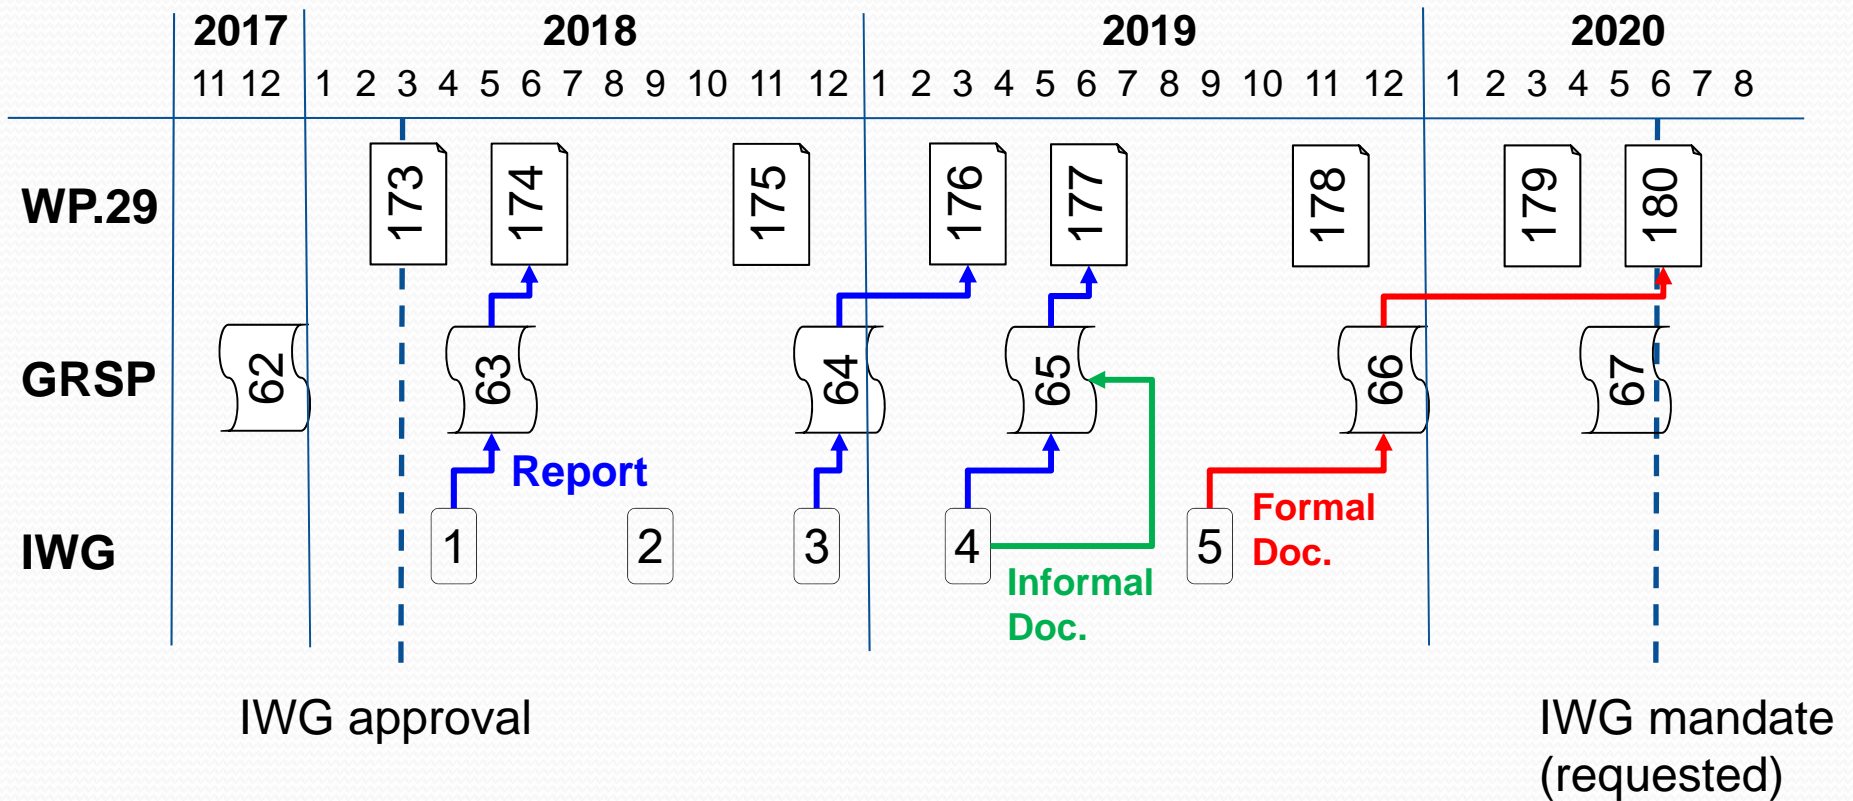 2017 2018 2019 2020
11 12 1 2 3 4 5 6 7 8 9 10 11 12 1 2 3 4 5 6 7 8 9 10 11 12 1 2 3 4 5 6 7 8
WP.29 173 174 175 176 177 178 179 180
GRSP 62 63 64 65 66 67
Report
IWG 1 2 3 4 5
Formal
Doc.
Informal
Doc.
IWG approval
IWG mandate
(requested)